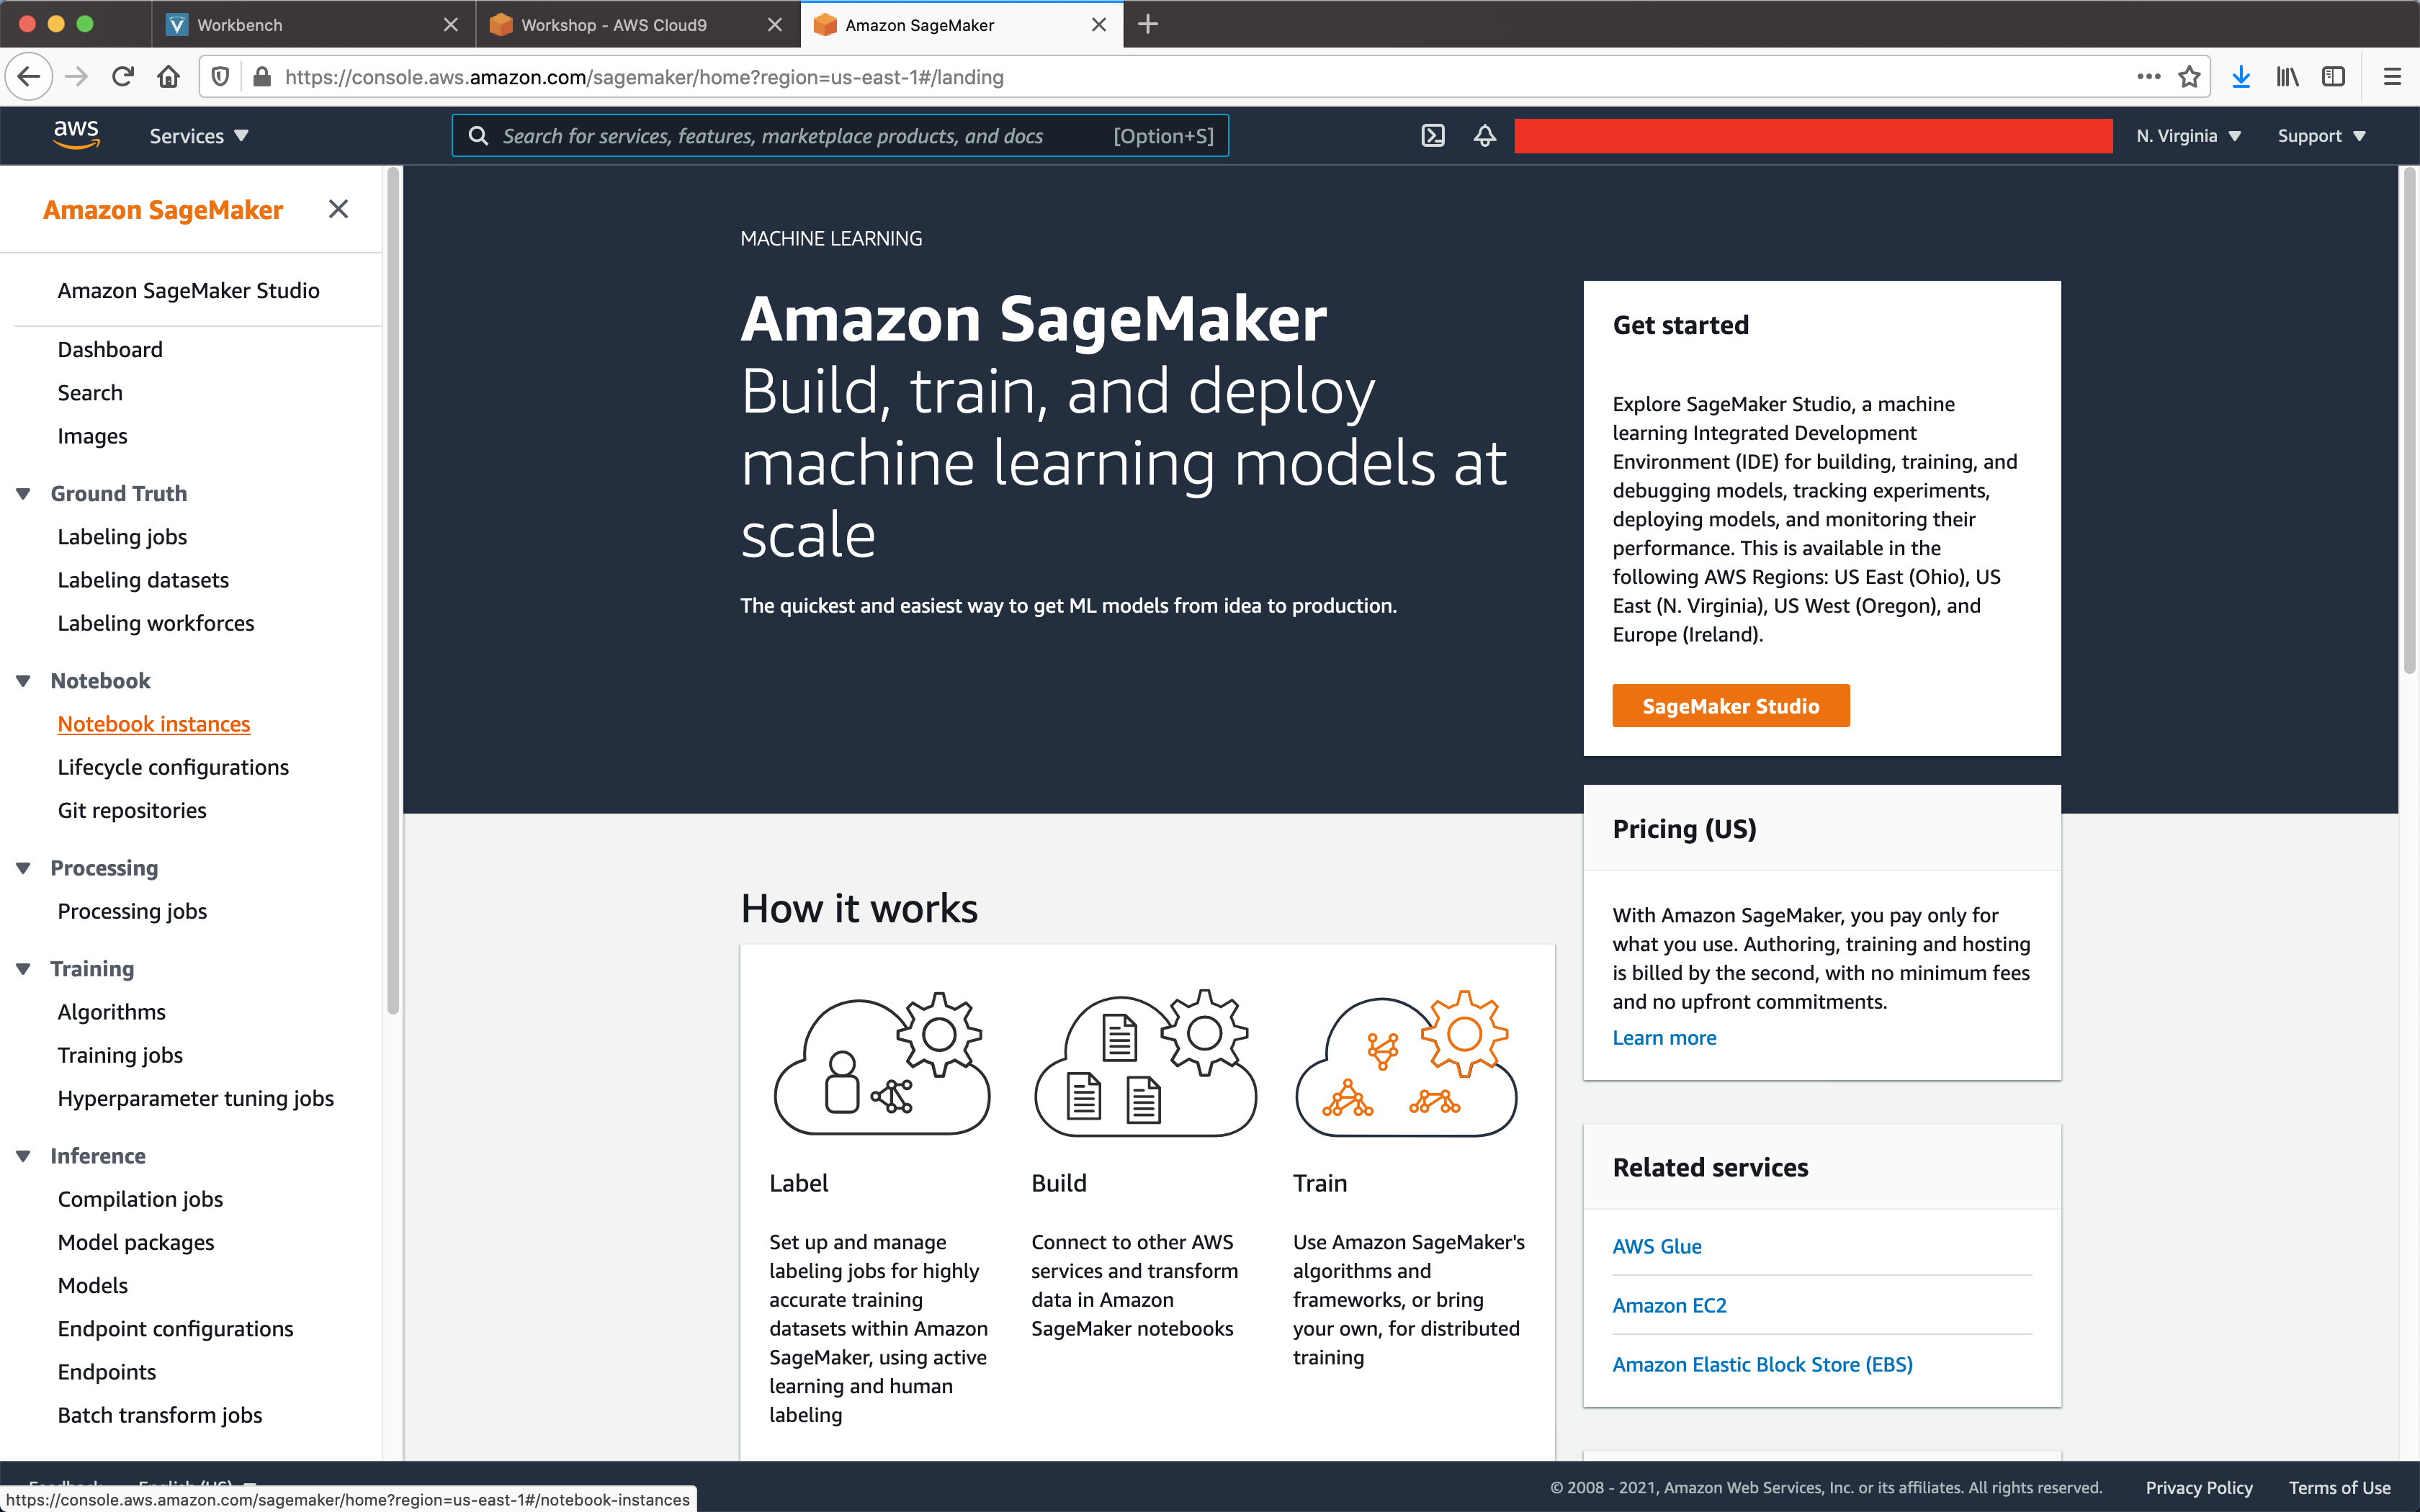 Workbench
Workshop - AWS Cloud9
Amazon SageMaker
https://console.aws.amazon.com/sagemaker/home?region=us-east-1#/landing
aws
Services
Search for services, features, marketplace products, and docs [Option+S]
N. Virginia
Support
Amazon SageMaker
Amazon SageMaker Studio
Dashboard
Search
Images
Ground Truth
Labeling jobs
Labeling datasets
Labeling workforces
Notebook
Notebook instances
Lifecycle configurations
Git repositories
Processing
Processing jobs
Training
Algorithms
Training jobs
Hyperparameter tuning jobs
Inference
Compilation jobs
Model packages
Models
Endpoint configurations
Endpoints
Batch transform jobs
MACHINE LEARNING
Amazon SageMaker
Build, train, and deploy
machine learning models at
scale
The quickest and easiest way to get ML models from idea to production.
Get started
Explore SageMaker Studio, a machine
learning Integrated Development
Environment (IDE) for building, training, and
debugging models, tracking experiments,
deploying models, and monitoring their
performance. This is available in the
following AWS Regions: US East (Ohio), US
East (N. Virginia), US West (Oregon), and
Europe (Ireland).
SageMaker Studio
Pricing (US)
With Amazon SageMaker, you pay only for
what you use. Authoring, training and hosting
is billed by the second, with no minimum fees
and no upfront commitments.
Learn more
Related services
AWS Glue
Amazon EC2
Amazon Elastic Block Store (EBS)
How it works
Label
Set up and manage
labeling jobs for highly
accurate training
datasets within Amazon
SageMaker, using active
learning and human
labeling
Build
Connect to other AWS
services and transform
data in Amazon
SageMaker notebooks
Train
Use Amazon SageMaker's
algorithms and
frameworks, or bring
your own, for distributed
training
Feedback
English (US)
© 2008 - 2021, Amazon Web Services, Inc. or its affiliates. All rights reserved.
Privacy Policy
Terms of Use
https://console.aws.amazon.com/sagemaker/home?region=us-east-1#/notebook-instances